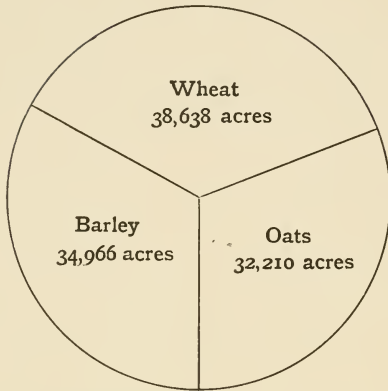 Wheat
38,638 acres
Barley
34,966 acres
Oats
32,210 acres